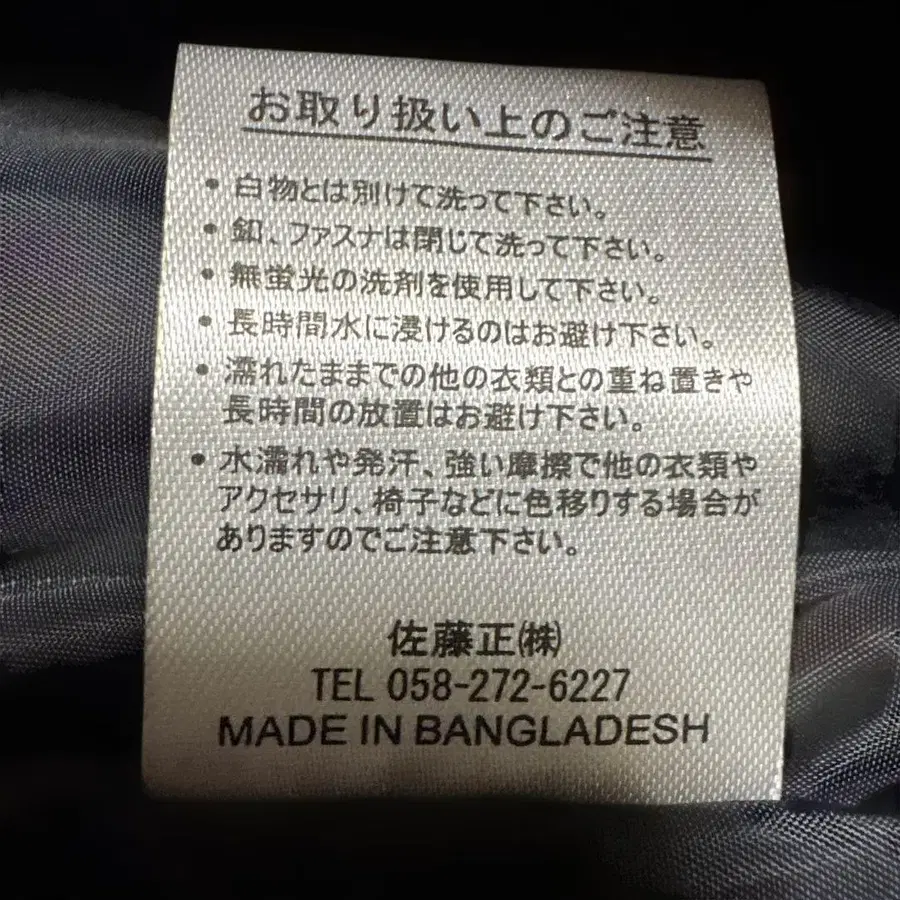 お取り扱い上のご注意
・白物とは別けて洗って下さい。
・釦、ファスナは閉じて洗って下さい。
・無蛍光の洗剤を使用して下さい。
・長時間水に浸けるのはお避け下さい。
・濡れたままでの他の衣類との重ね置きや
長時間の放置はお避け下さい。
・水濡れや発汗、強い摩擦で他の衣類や
アクセサリ、椅子などに色移りする場合が
ありますのでご注意下さい。
佐藤正㈱
TEL 058-272-6227
MADE IN BANGLADESH